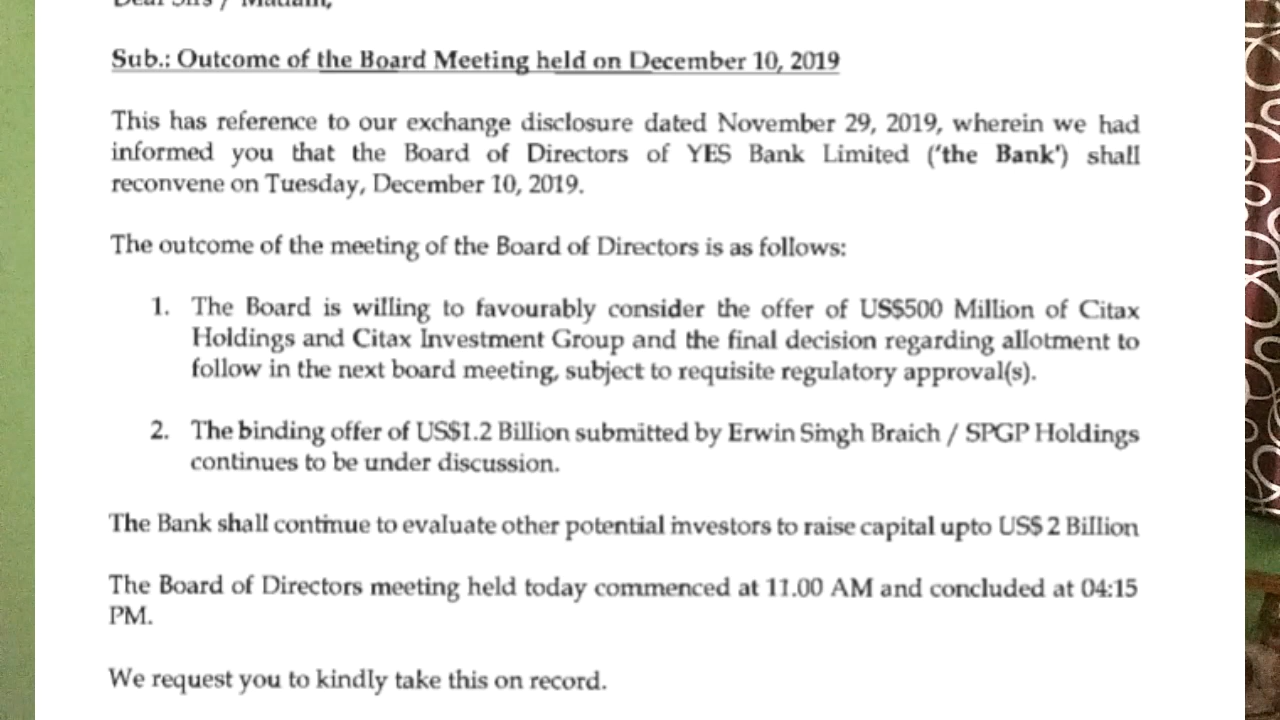 Dear Sirs / Madam,
Sub.: Outcome of the Board Meeting held on December 10, 2019
This has reference to our exchange disclosure dated November 29, 2019, wherein we had
informed you that the Board of Directors of YES Bank Limited ('the Bank') shall
reconvene on Tuesday, December 10, 2019.
The outcome of the meeting of the Board of Directors is as follows:
1. The Board is willing to favourably consider the offer of US$500 Million of Citax
Holdings and Citax Investment Group and the final decision regarding allotment to
follow in the next board meeting, subject to requisite regulatory approval(s).
2. The binding offer of US$1.2 Billion submitted by Erwin Singh Braich / SPGP Holdings
continues to be under discussion.
The Bank shall continue to evaluate other potential investors to raise capital upto US$ 2 Billion
The Board of Directors meeting held today commenced at 11.00 AM and concluded at 04:15
PM.
We request you to kindly take this on record.